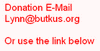 Donation E-Mail
Lynn@butkus.org
Or use the link below